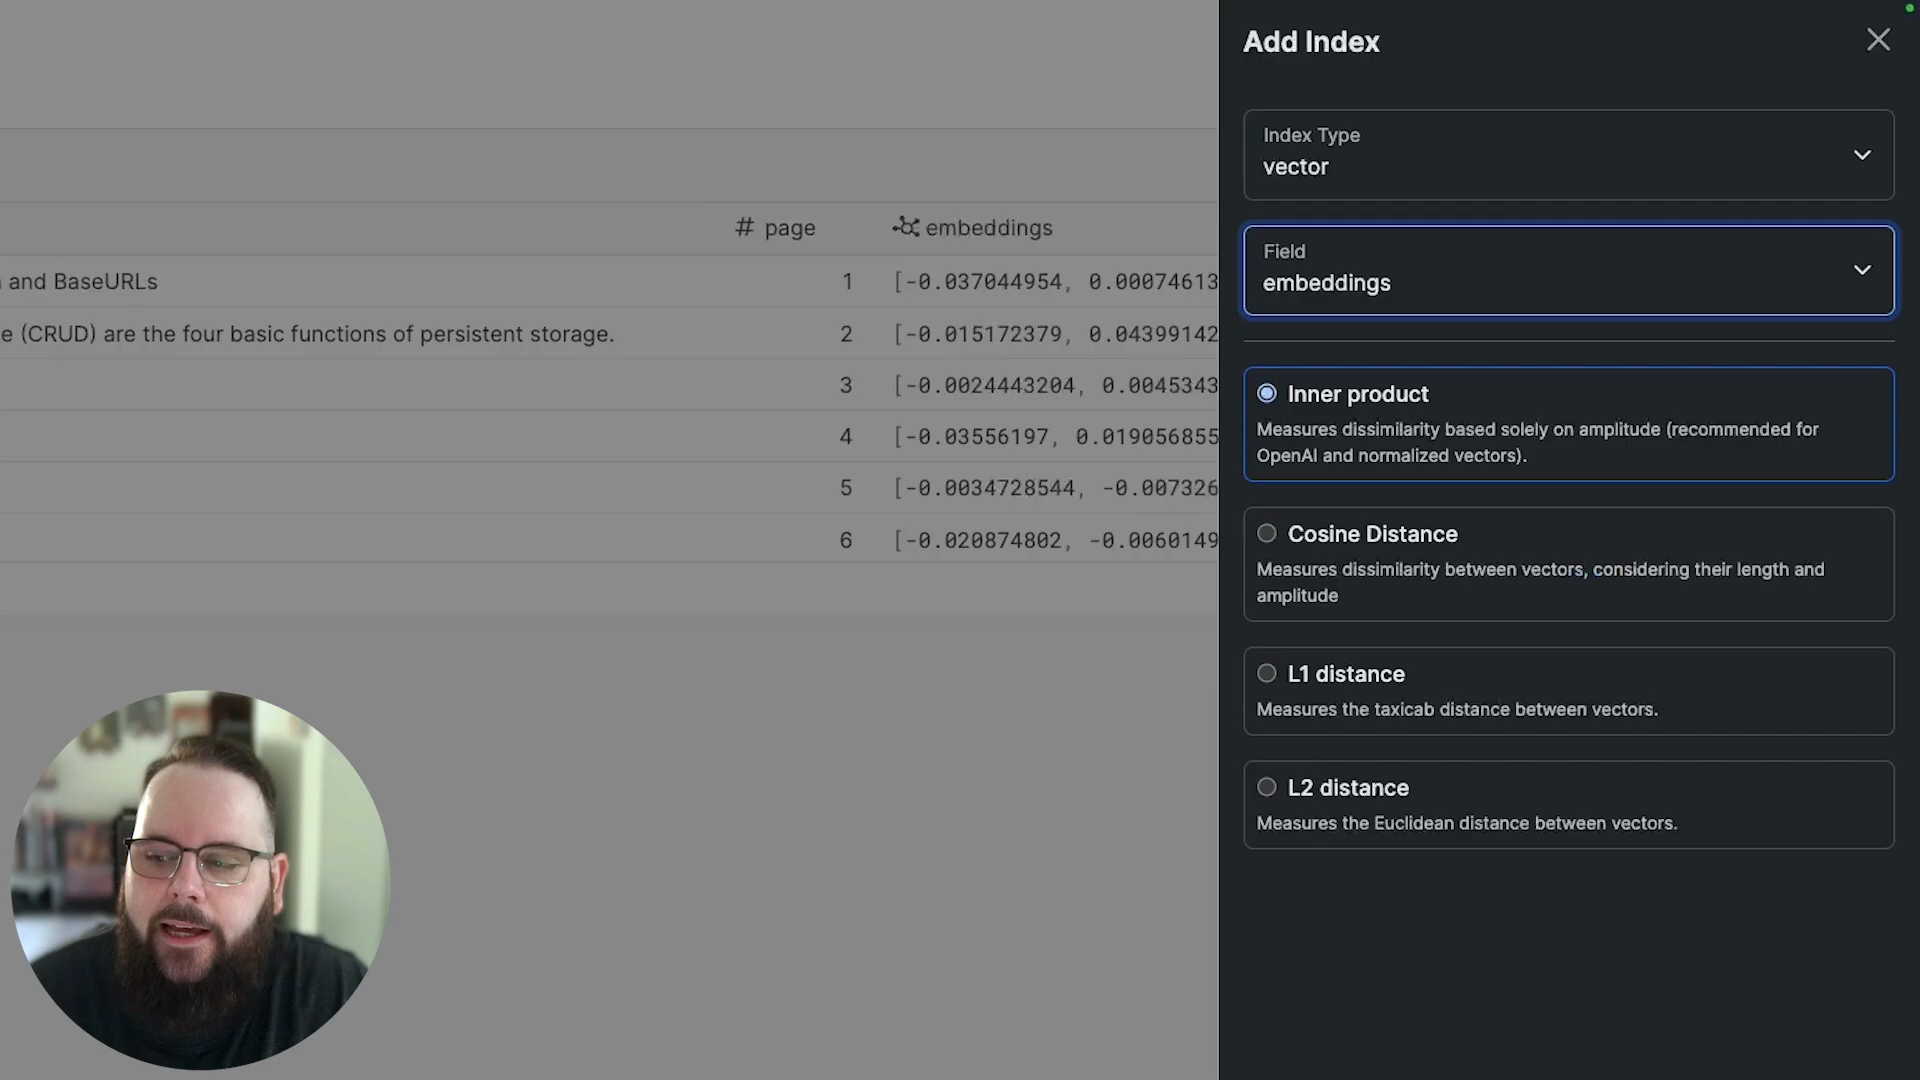 Add Index
Index Type
vector
Field
embeddings
Inner product
Measures dissimilarity based solely on amplitude (recommended for
OpenAI and normalized vectors).
Cosine Distance
Measures dissimilarity between vectors, considering their length and
amplitude
L1 distance
Measures the taxicab distance between vectors.
L2 distance
Measures the Euclidean distance between vectors.
# page embeddings
and BaseURLs 1 [-0.037044954, 0.00074613
e (CRUD) are the four basic functions of persistent storage. 2 [-0.015172379, 0.04399142
3 [-0.0024443204, 0.0045343
4 [-0.03556197, 0.019056855
5 [-0.0034728544, -0.007326
6 [-0.020874802, -0.0060149